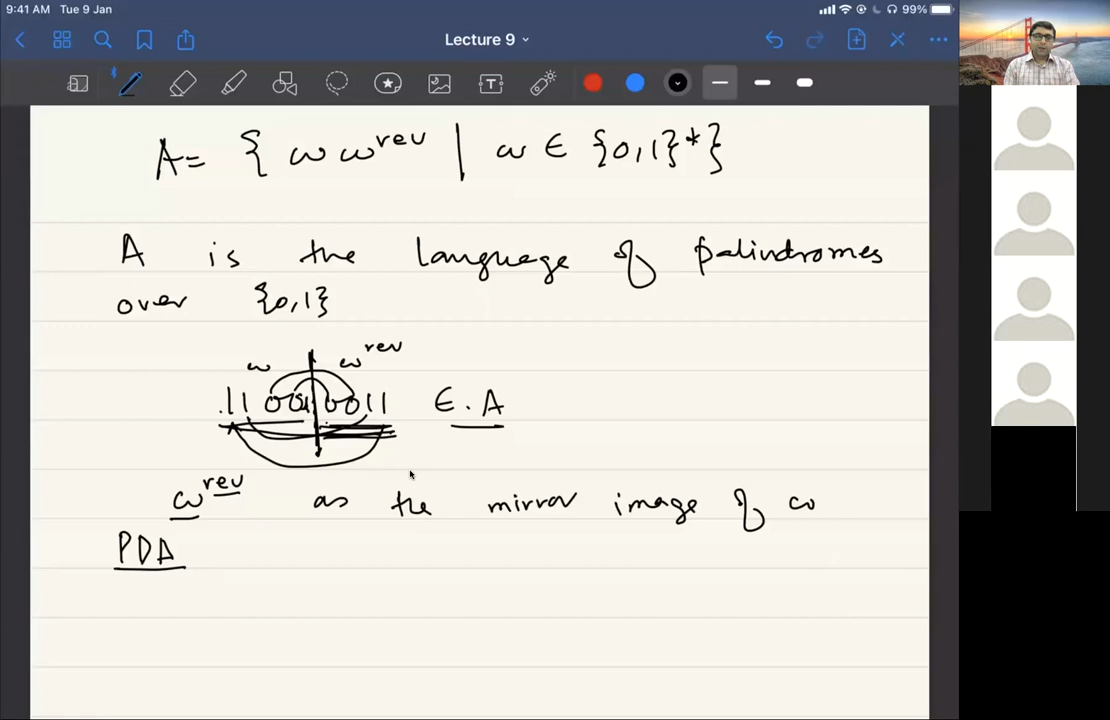 9:41 AM Tue 9 Jan 99%
Lecture 9
A = { ω ω^rev | ω ∈ {0,1}* }
A is the language of palindromes
over {0,1}
ω ω^rev
∈ A
ω^rev as the mirror image of ω
PDA